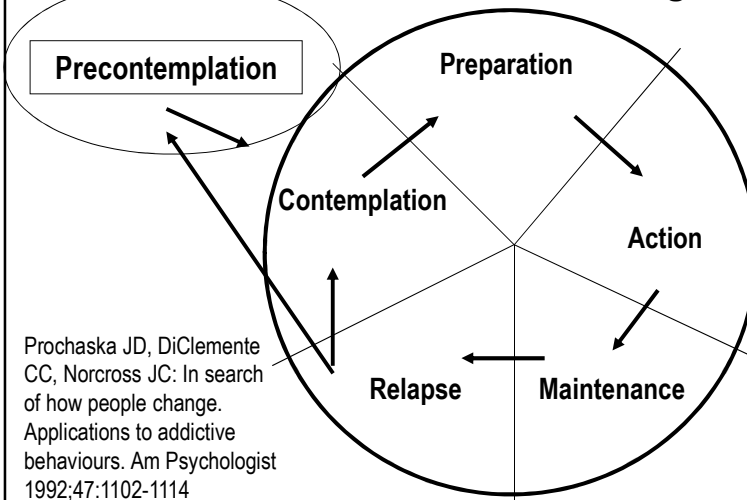 Precontemplation
Preparation
Contemplation
Action
Relapse
Maintenance
Prochaska JD, DiClemente
CC, Norcross JC: In search
of how people change.
Applications to addictive
behaviours. Am Psychologist
1992;47:1102-1114